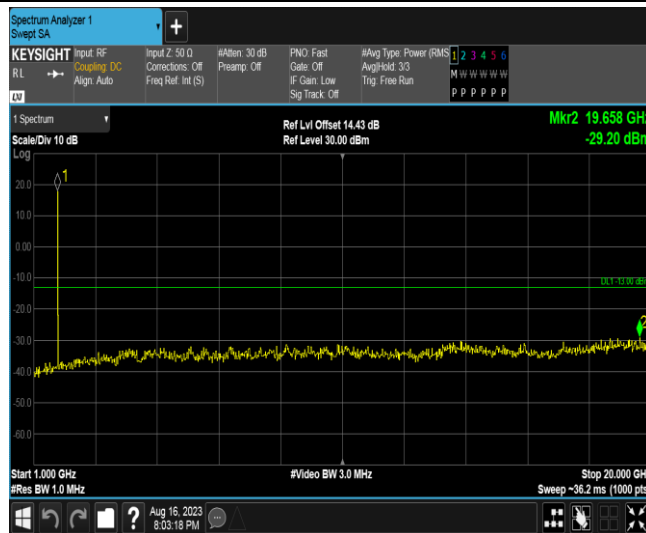 Spectrum Analyzer 1
Swept SA
KEYSIGHT
RL
LXI
Input: RF
Coupling: DC
Align: Auto
Input Z: 50 Ω
Corrections: Off
Freq Ref: Int (S)
#Atten: 30 dB
Preamp: Off
PNO: Fast
Gate: Off
IF Gain: Low
Sig Track: Off
#Avg Type: Power (RMS
Avg|Hold: 3/3
Trig: Free Run
1 2 3 4 5 6
M W W W W W
P P P P P P
1 Spectrum
Scale/Div 10 dB
Log
Ref Lvl Offset 14.43 dB
Ref Level 30.00 dBm
Mkr2 19.658 GHz
-29.20 dBm
1
20.0
10.0
0.00
-10.0
DL1 -13.00 dBm
-20.0
2
-30.0
-40.0
-50.0
-60.0
Start 1.000 GHz
#Res BW 1.0 MHz
#Video BW 3.0 MHz
Stop 20.000 GHz
Sweep ~36.2 ms (1000 pts)
?
Aug 16, 2023
8:03:18 PM